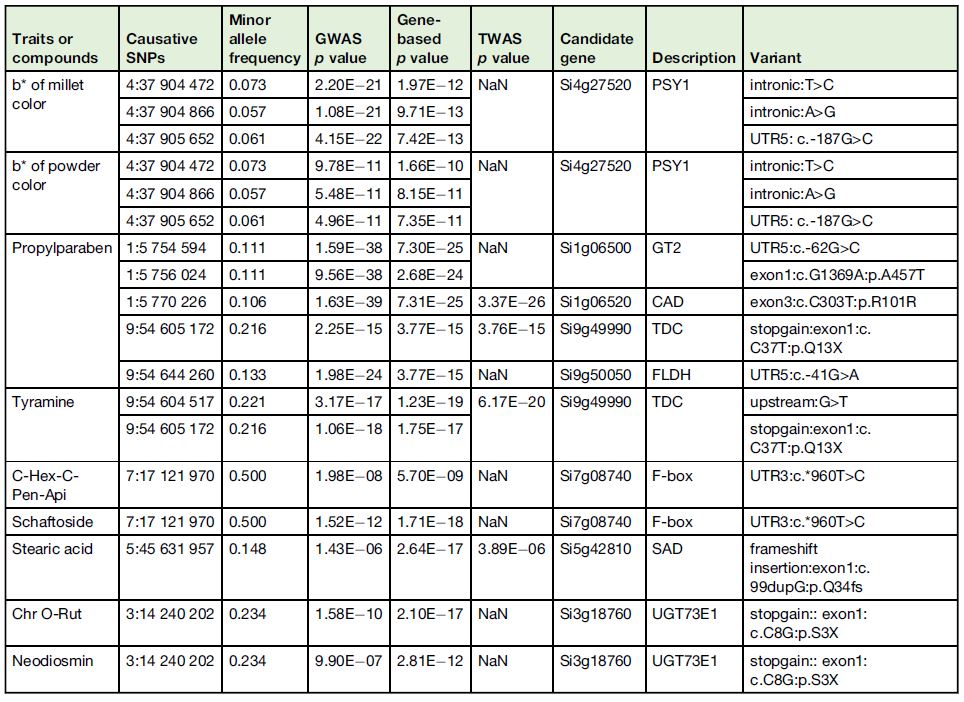 Traits or compounds | Causative SNPs | Minor allele frequency | GWAS p value | Gene-based p value | TWAS p value | Candidate gene | Description | Variant
b* of millet color | 4:37 904 472 | 0.073 | 2.20E−21 | 1.97E−12 | NaN | Si4g27520 | PSY1 | intronic:T>C
4:37 904 866 | 0.057 | 1.08E−21 | 9.71E−13 | intronic:A>G
4:37 905 652 | 0.061 | 4.15E−22 | 7.42E−13 | UTR5: c.-187G>C
b* of powder color | 4:37 904 472 | 0.073 | 9.78E−11 | 1.66E−10 | NaN | Si4g27520 | PSY1 | intronic:T>C
4:37 904 866 | 0.057 | 5.48E−11 | 8.15E−11 | intronic:A>G
4:37 905 652 | 0.061 | 4.96E−11 | 7.35E−11 | UTR5: c.-187G>C
Propylparaben | 1:5 754 594 | 0.111 | 1.59E−38 | 7.30E−25 | NaN | Si1g06500 | GT2 | UTR5:c.-62G>C
1:5 756 024 | 0.111 | 9.56E−38 | 2.68E−24 | exon1:c.G1369A:p.A457T
1:5 770 226 | 0.106 | 1.63E−39 | 7.31E−25 | 3.37E−26 | Si1g06520 | CAD | exon3:c.C303T:p.R101R
9:54 605 172 | 0.216 | 2.25E−15 | 3.77E−15 | 3.76E−15 | Si9g49990 | TDC | stopgain:exon1:c.C37T:p.Q13X
9:54 644 260 | 0.133 | 1.98E−24 | 3.77E−15 | NaN | Si9g50050 | FLDH | UTR5:c.-41G>A
Tyramine | 9:54 604 517 | 0.221 | 3.17E−17 | 1.23E−19 | 6.17E−20 | Si9g49990 | TDC | upstream:G>T
9:54 605 172 | 0.216 | 1.06E−18 | 1.75E−17 | stopgain:exon1:c.C37T:p.Q13X
C-Hex-C-Pen-Api | 7:17 121 970 | 0.500 | 1.98E−08 | 5.70E−09 | NaN | Si7g08740 | F-box | UTR3:c.*960T>C
Schaftoside | 7:17 121 970 | 0.500 | 1.52E−12 | 1.71E−18 | NaN | Si7g08740 | F-box | UTR3:c.*960T>C
Stearic acid | 5:45 631 957 | 0.148 | 1.43E−06 | 2.64E−17 | 3.89E−06 | Si5g42810 | SAD | frameshift insertion:exon1:c.99dupG:p.Q34fs
Chr O-Rut | 3:14 240 202 | 0.234 | 1.58E−10 | 2.10E−17 | NaN | Si3g18760 | UGT73E1 | stopgain:: exon1:c.C8G:p.S3X
Neodiosmin | 3:14 240 202 | 0.234 | 9.90E−07 | 2.81E−12 | NaN | Si3g18760 | UGT73E1 | stopgain:: exon1:c.C8G:p.S3X